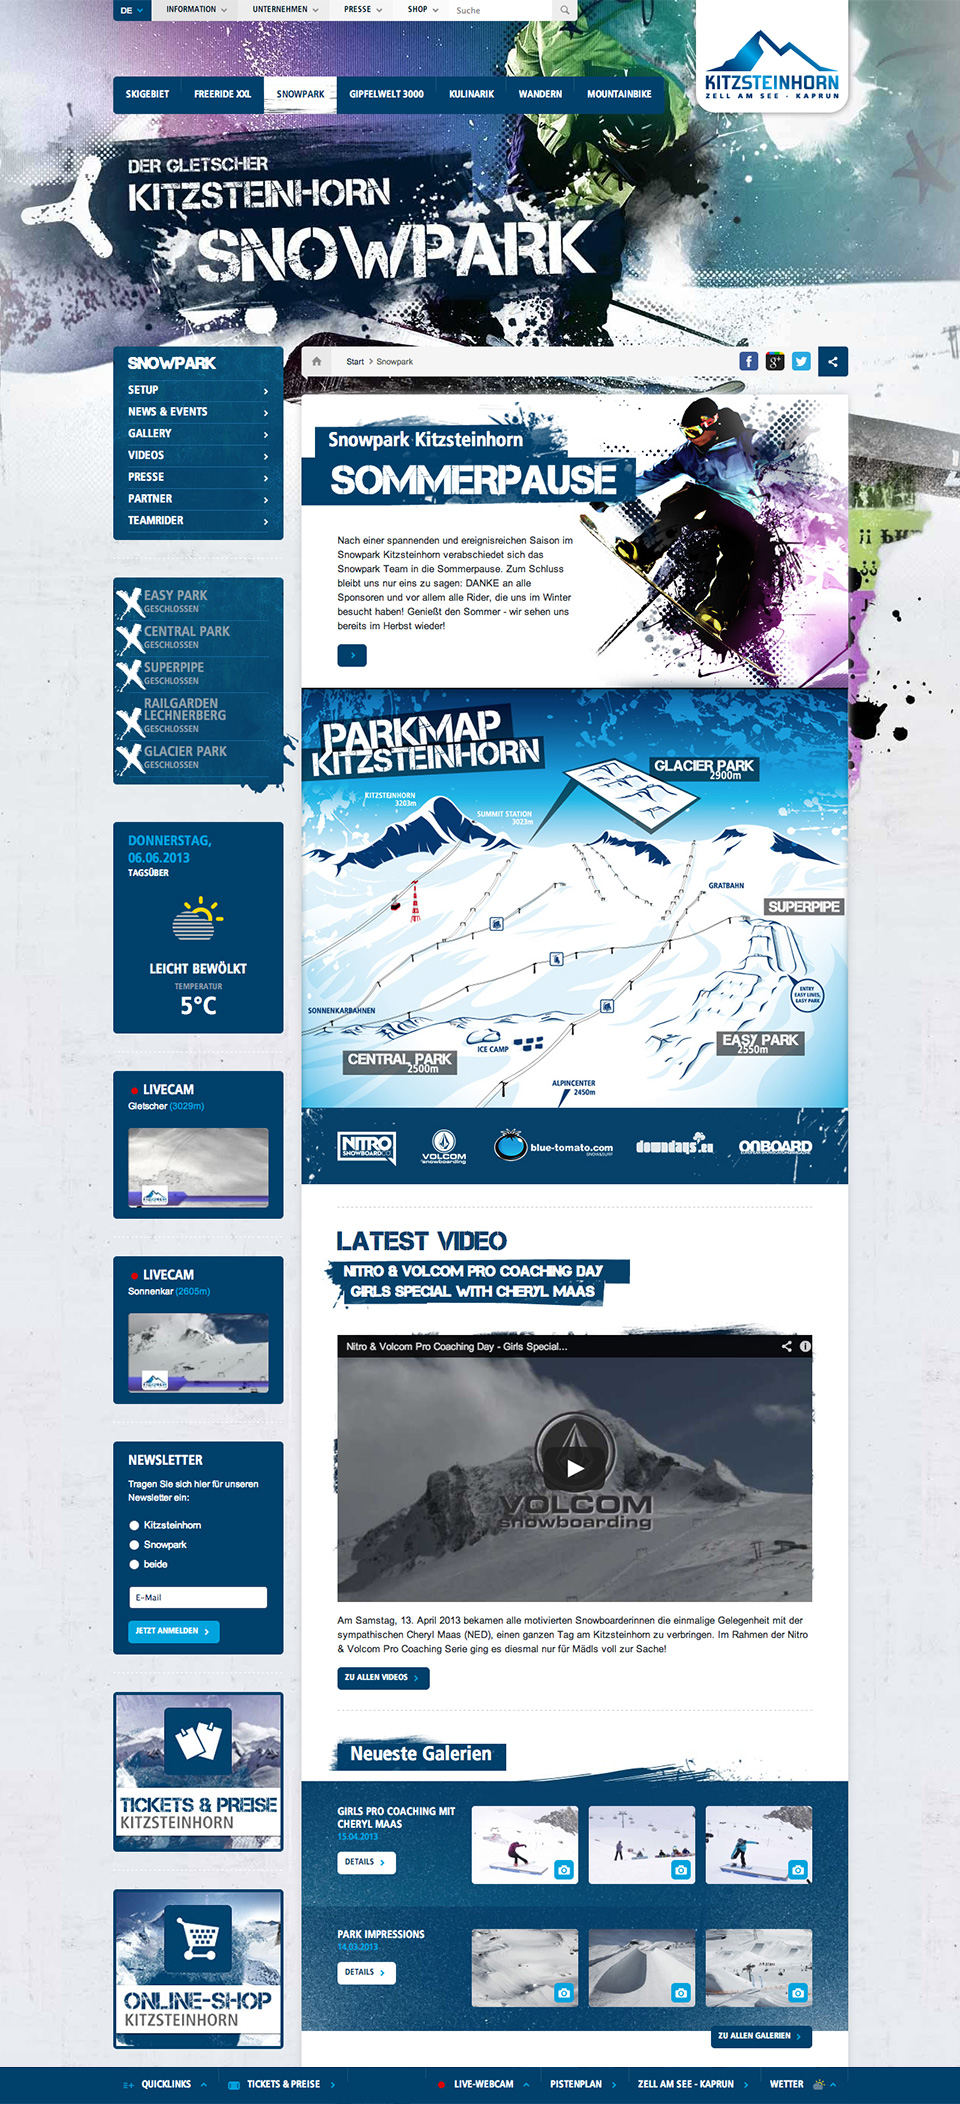 DE
INFORMATION
UNTERNEHMEN
PRESSE
SHOP
Suche
KITZSTEINHORN
ZELL AM SEE · KAPRUN
SKIGEBIET
FREERIDE XXL
SNOWPARK
GIPFELWELT 3000
KULINARIK
WANDERN
MOUNTAINBIKE
DER GLETSCHER
KITZSTEINHORN
SNOWPARK
SNOWPARK
SETUP
NEWS & EVENTS
GALLERY
VIDEOS
PRESSE
PARTNER
TEAMRIDER
EASY PARK
GESCHLOSSEN
CENTRAL PARK
GESCHLOSSEN
SUPERPIPE
GESCHLOSSEN
RAILGARDEN
LECHNERBERG
GESCHLOSSEN
GLACIER PARK
GESCHLOSSEN
DONNERSTAG,
06.06.2013
TAGSÜBER
LEICHT BEWÖLKT
TEMPERATUR
5°C
LIVECAM
Gletscher (3029m)
LIVECAM
Sonnenkar (2605m)
NEWSLETTER
Tragen Sie sich hier für unseren
Newsletter ein:
Kitzsteinhorn
Snowpark
beide
E-Mail
JETZT ANMELDEN
TICKETS & PREISE
KITZSTEINHORN
ONLINE-SHOP
KITZSTEINHORN
Start > Snowpark
Snowpark Kitzsteinhorn
SOMMERPAUSE
Nach einer spannenden und ereignisreichen Saison im
Snowpark Kitzsteinhorn verabschiedet sich das
Snowpark Team in die Sommerpause. Zum Schluss
bleibt uns nur eins zu sagen: DANKE an alle
Sponsoren und vor allem alle Rider, die uns im Winter
besucht haben! Genießt den Sommer - wir sehen uns
bereits im Herbst wieder!
PARKMAP
KITZSTEINHORN
GLACIER PARK
2900m
KITZSTEINHORN
3203m
SUMMIT STATION
3023m
GRATBAHN
SUPERPIPE
ENTRY
EASY LINES,
EASY PARK
SONNENKARBAHNEN
ICE CAMP
EASY PARK
2550m
CENTRAL PARK
2500m
ALPINCENTER
2450m
NITRO
SNOWBOARDS
VOLCOM
snowboarding
blue-tomato.com
SNOW&SURF
downdays.eu
ONBOARD
EUROPEAN SNOWBOARDING MAGAZINE
LATEST VIDEO
NITRO & VOLCOM PRO COACHING DAY
GIRLS SPECIAL WITH CHERYL MAAS
Nitro & Volcom Pro Coaching Day - Girls Special...
VOLCOM
snowboarding
Am Samstag, 13. April 2013 bekamen alle motivierten Snowboarderinnen die einmalige Gelegenheit mit der
sympathischen Cheryl Maas (NED), einen ganzen Tag am Kitzsteinhorn zu verbringen. Im Rahmen der Nitro
& Volcom Pro Coaching Serie ging es diesmal nur für Mädls voll zur Sache!
ZU ALLEN VIDEOS
Neueste Galerien
GIRLS PRO COACHING MIT
CHERYL MAAS
15.04.2013
DETAILS
PARK IMPRESSIONS
14.03.2013
DETAILS
ZU ALLEN GALERIEN
QUICKLINKS
TICKETS & PREISE
LIVE-WEBCAM
PISTENPLAN
ZELL AM SEE - KAPRUN
WETTER